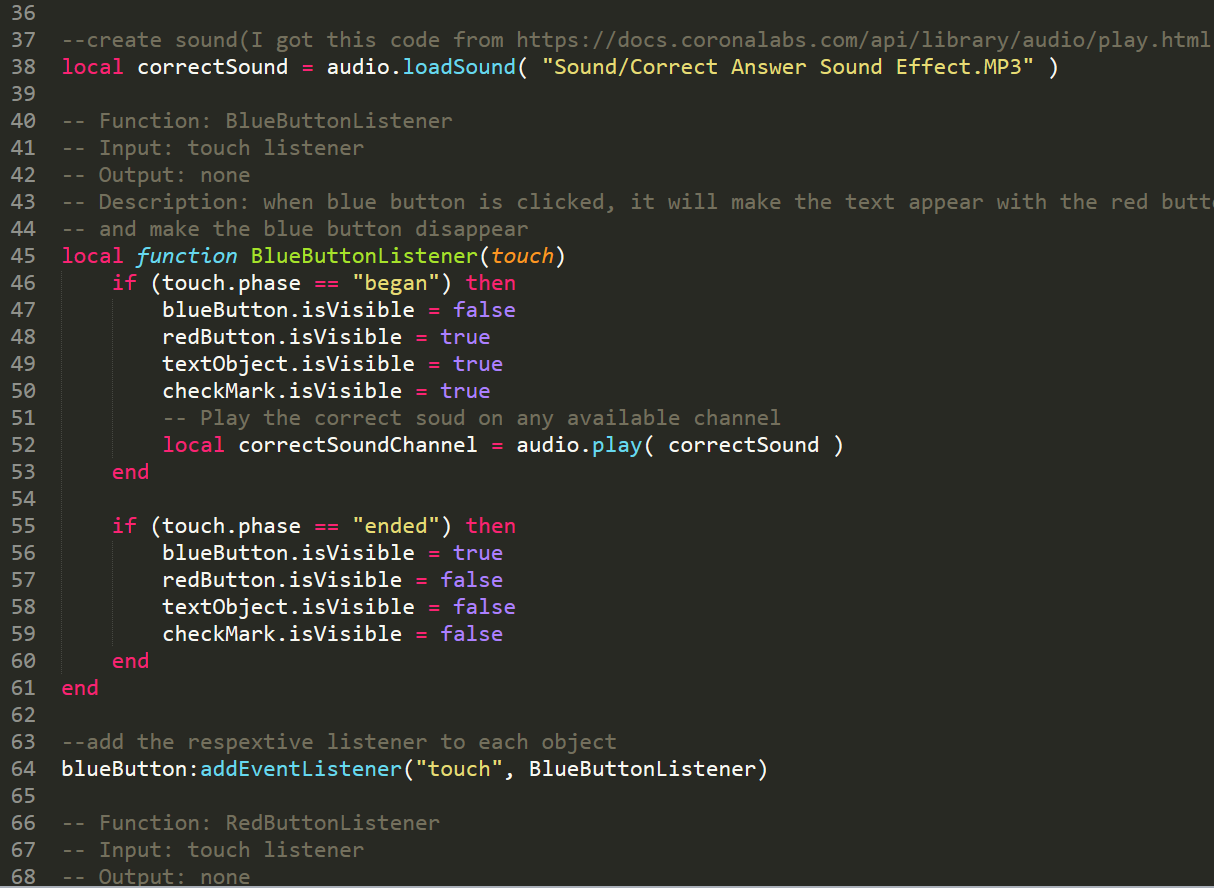 36
37 --create sound(I got this code from https://docs.coronalabs.com/api/library/audio/play.html
38 local correctSound = audio.loadSound( "Sound/Correct Answer Sound Effect.MP3" )
39
40 -- Function: BlueButtonListener
41 -- Input: touch listener
42 -- Output: none
43 -- Description: when blue button is clicked, it will make the text appear with the red butt
44 -- and make the blue button disappear
45 local function BlueButtonListener(touch)
46     if (touch.phase == "began") then
47         blueButton.isVisible = false
48         redButton.isVisible = true
49         textObject.isVisible = true
50         checkMark.isVisible = true
51         -- Play the correct soud on any available channel
52         local correctSoundChannel = audio.play( correctSound )
53     end
54
55     if (touch.phase == "ended") then
56         blueButton.isVisible = true
57         redButton.isVisible = false
58         textObject.isVisible = false
59         checkMark.isVisible = false
60     end
61 end
62
63 --add the respextive listener to each object
64 blueButton:addEventListener("touch", BlueButtonListener)
65
66 -- Function: RedButtonListener
67 -- Input: touch listener
68 -- Output: none